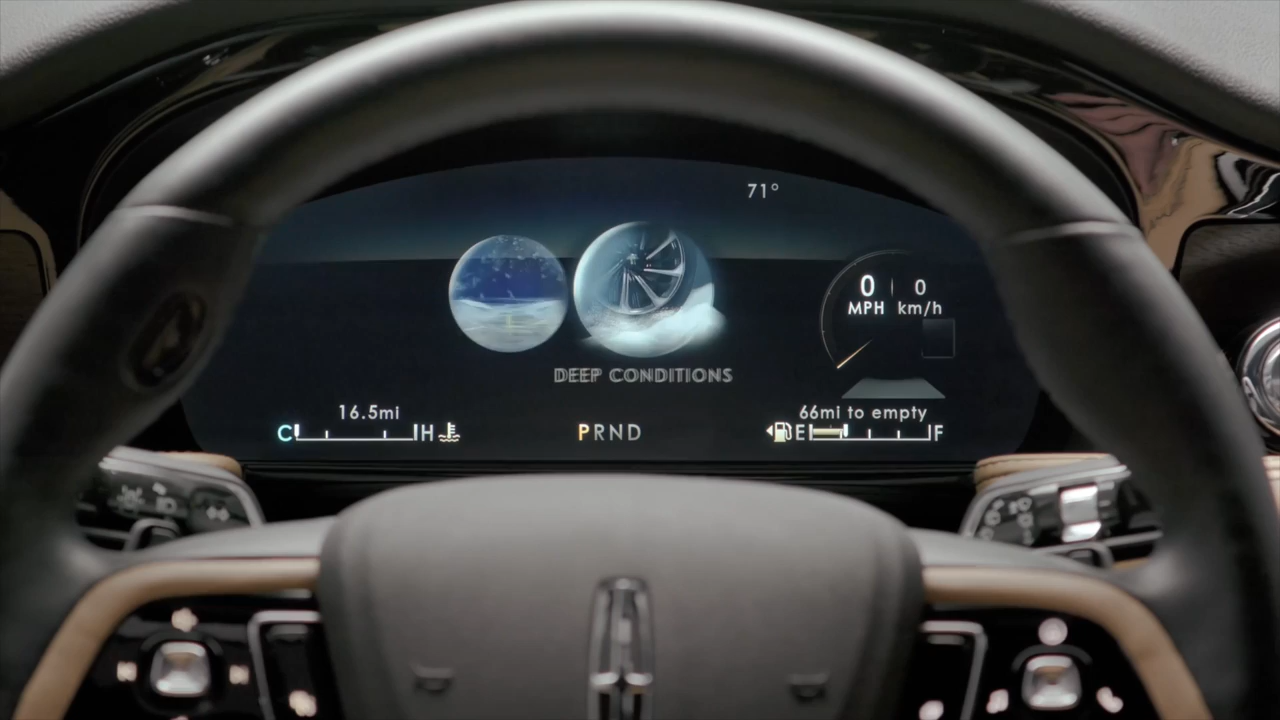 71°
0 | 0
MPH km/h
DEEP CONDITIONS
16.5mi
66mi to empty
C H
PRND
E F